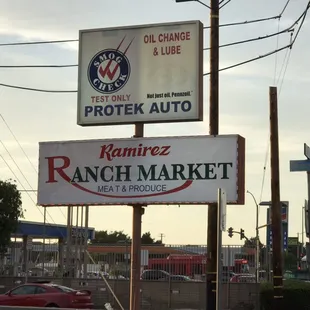 SMOG
CHECK
TEST ONLY
OIL CHANGE
& LUBE
Not just oil, Pennzoil.
PROTEK AUTO
Ramirez
RANCH MARKET
MEAT & PRODUCE